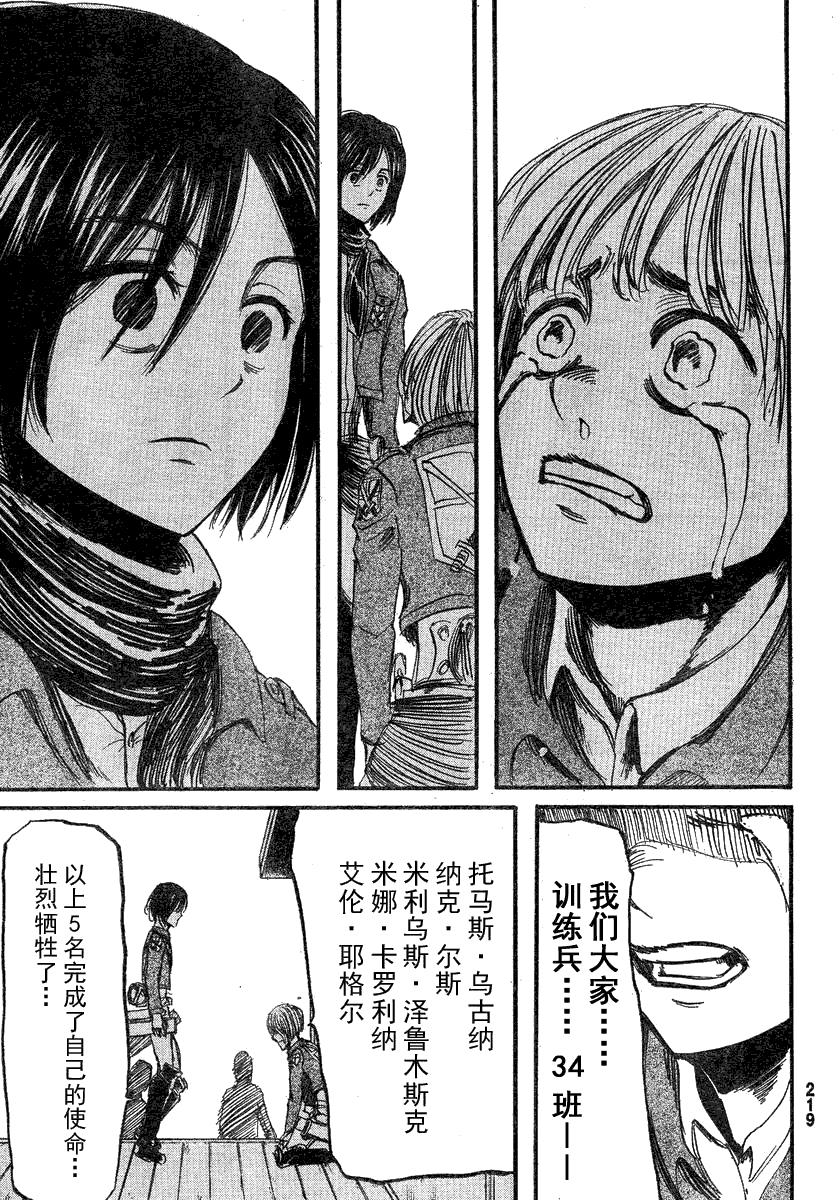 我们大家……
训练兵…… 34班——
托马斯·乌古纳
纳克·尔斯
米利乌斯·泽鲁木斯克
米娜·卡罗利纳
艾伦·耶格尔
以上5名完成了自己的使命…
壮烈牺牲了…
219